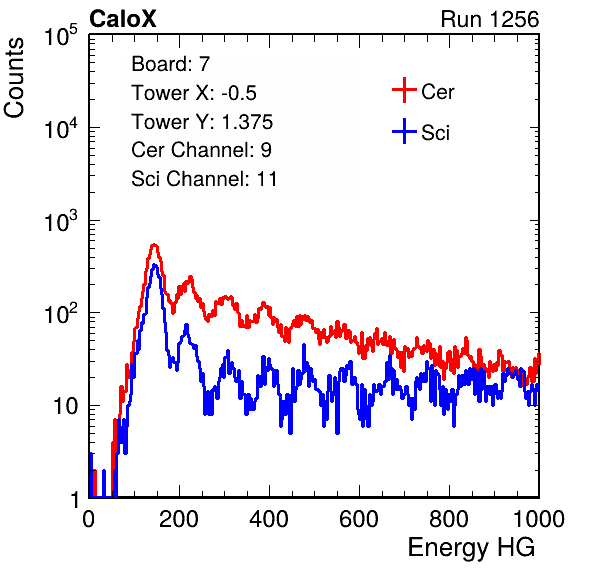 CaloX Run 1256
Counts
10^5
10^4
10^3
10^2
10
1
Board: 7
Tower X: -0.5
Tower Y: 1.375
Cer Channel: 9
Sci Channel: 11
Cer
Sci
0 200 400 600 800 1000
Energy HG